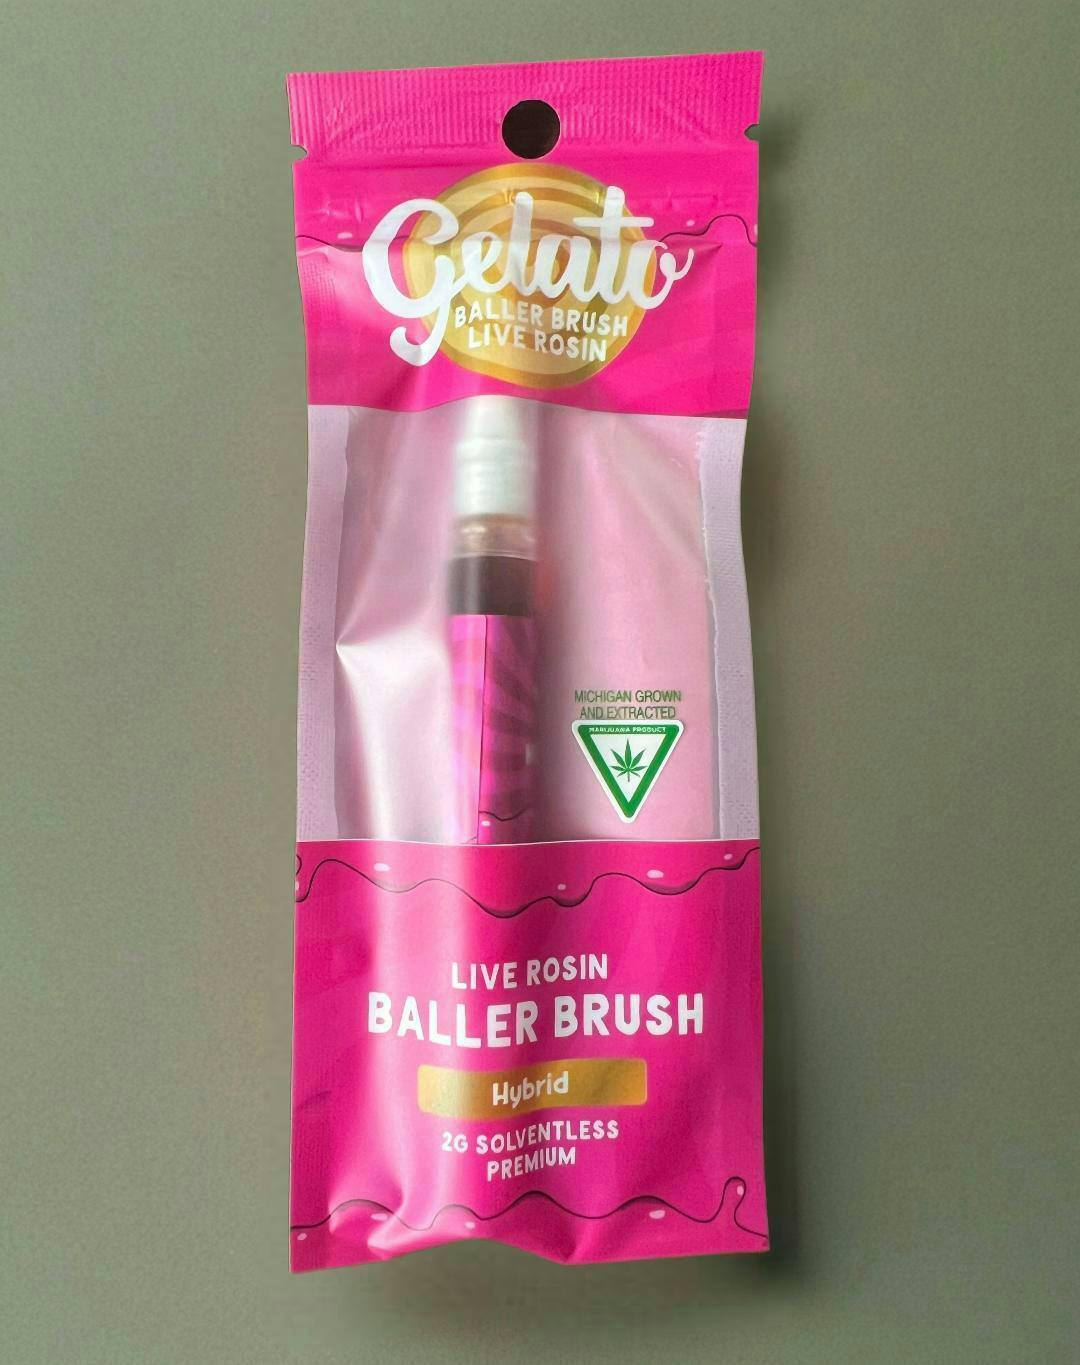 Gelato
BALLER BRUSH
LIVE ROSIN
MICHIGAN GROWN
AND EXTRACTED
MARIJUANA PRODUCT
LIVE ROSIN
BALLER BRUSH
Hybrid
2G SOLVENTLESS
PREMIUM